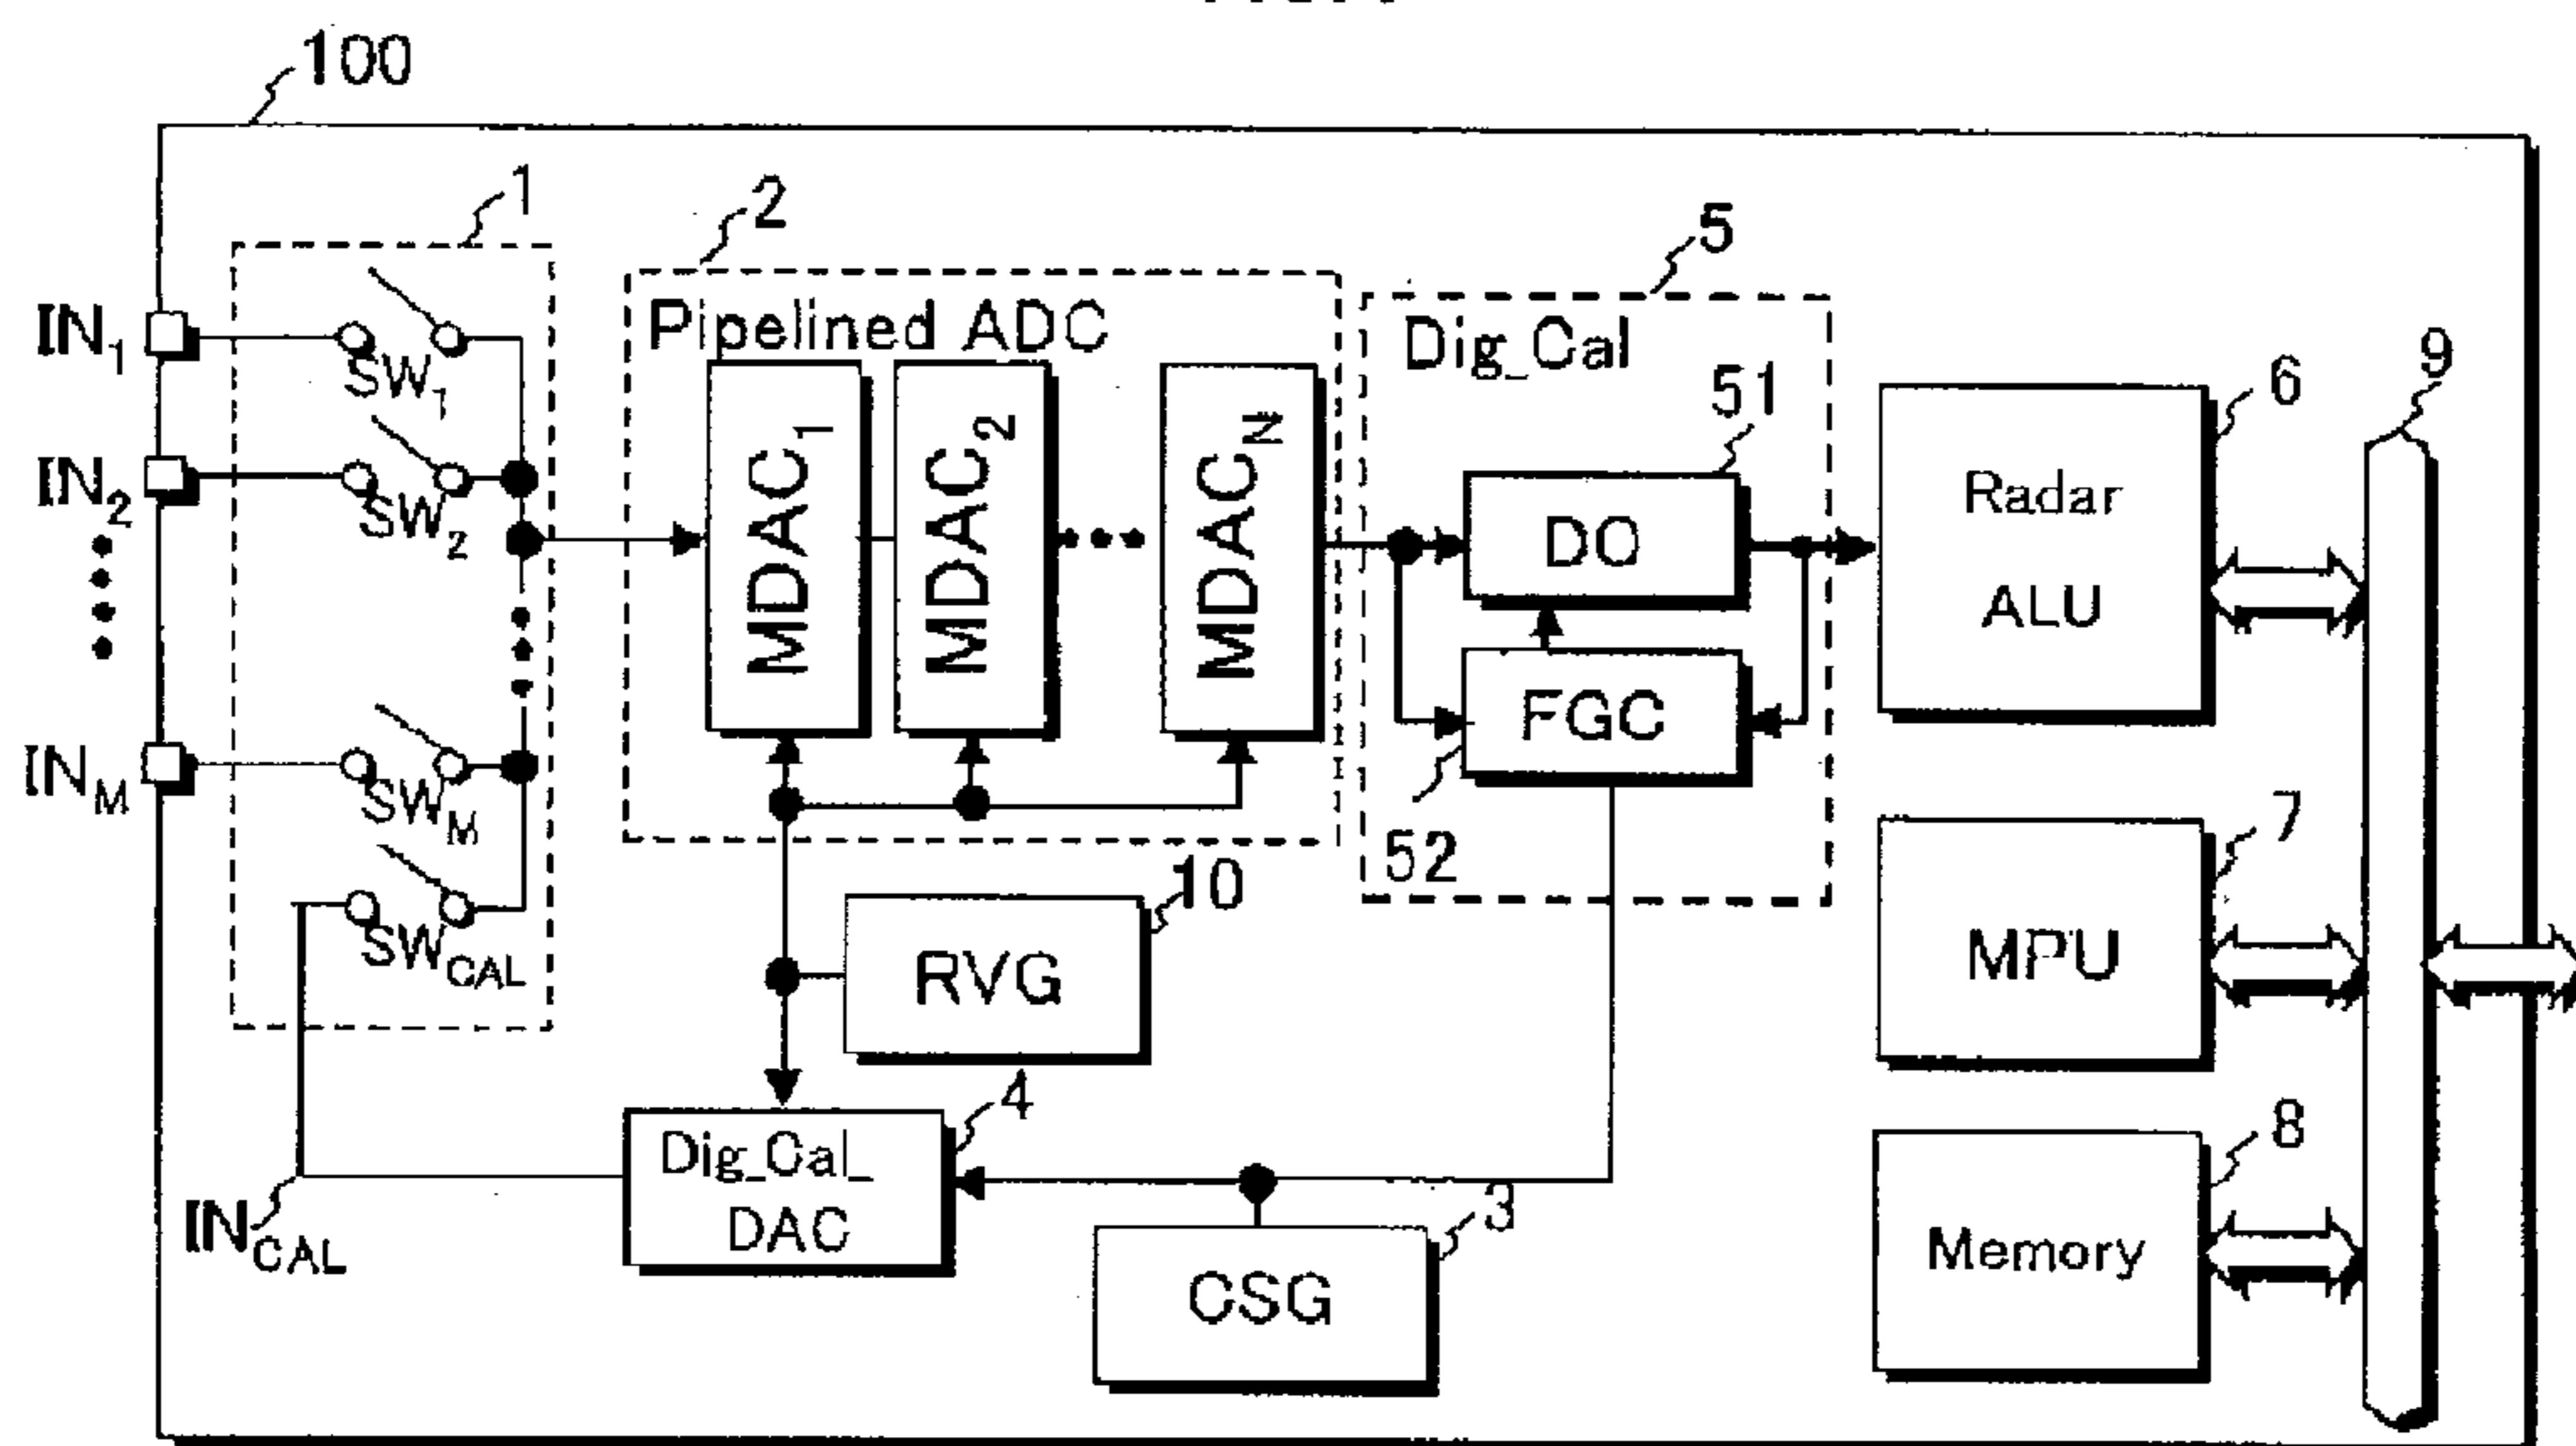 100
1
2
5
IN1
SW1
Pipelined ADC
Dig_Cal
51
6
9
IN2
SW2
MDAC1
MDAC2
MDACN
DO
Radar
ALU
FGC
INM
SWM
52
7
SWCAL
10
RVG
MPU
4
8
Dig_Cal_
DAC
3
INCAL
CSG
Memory